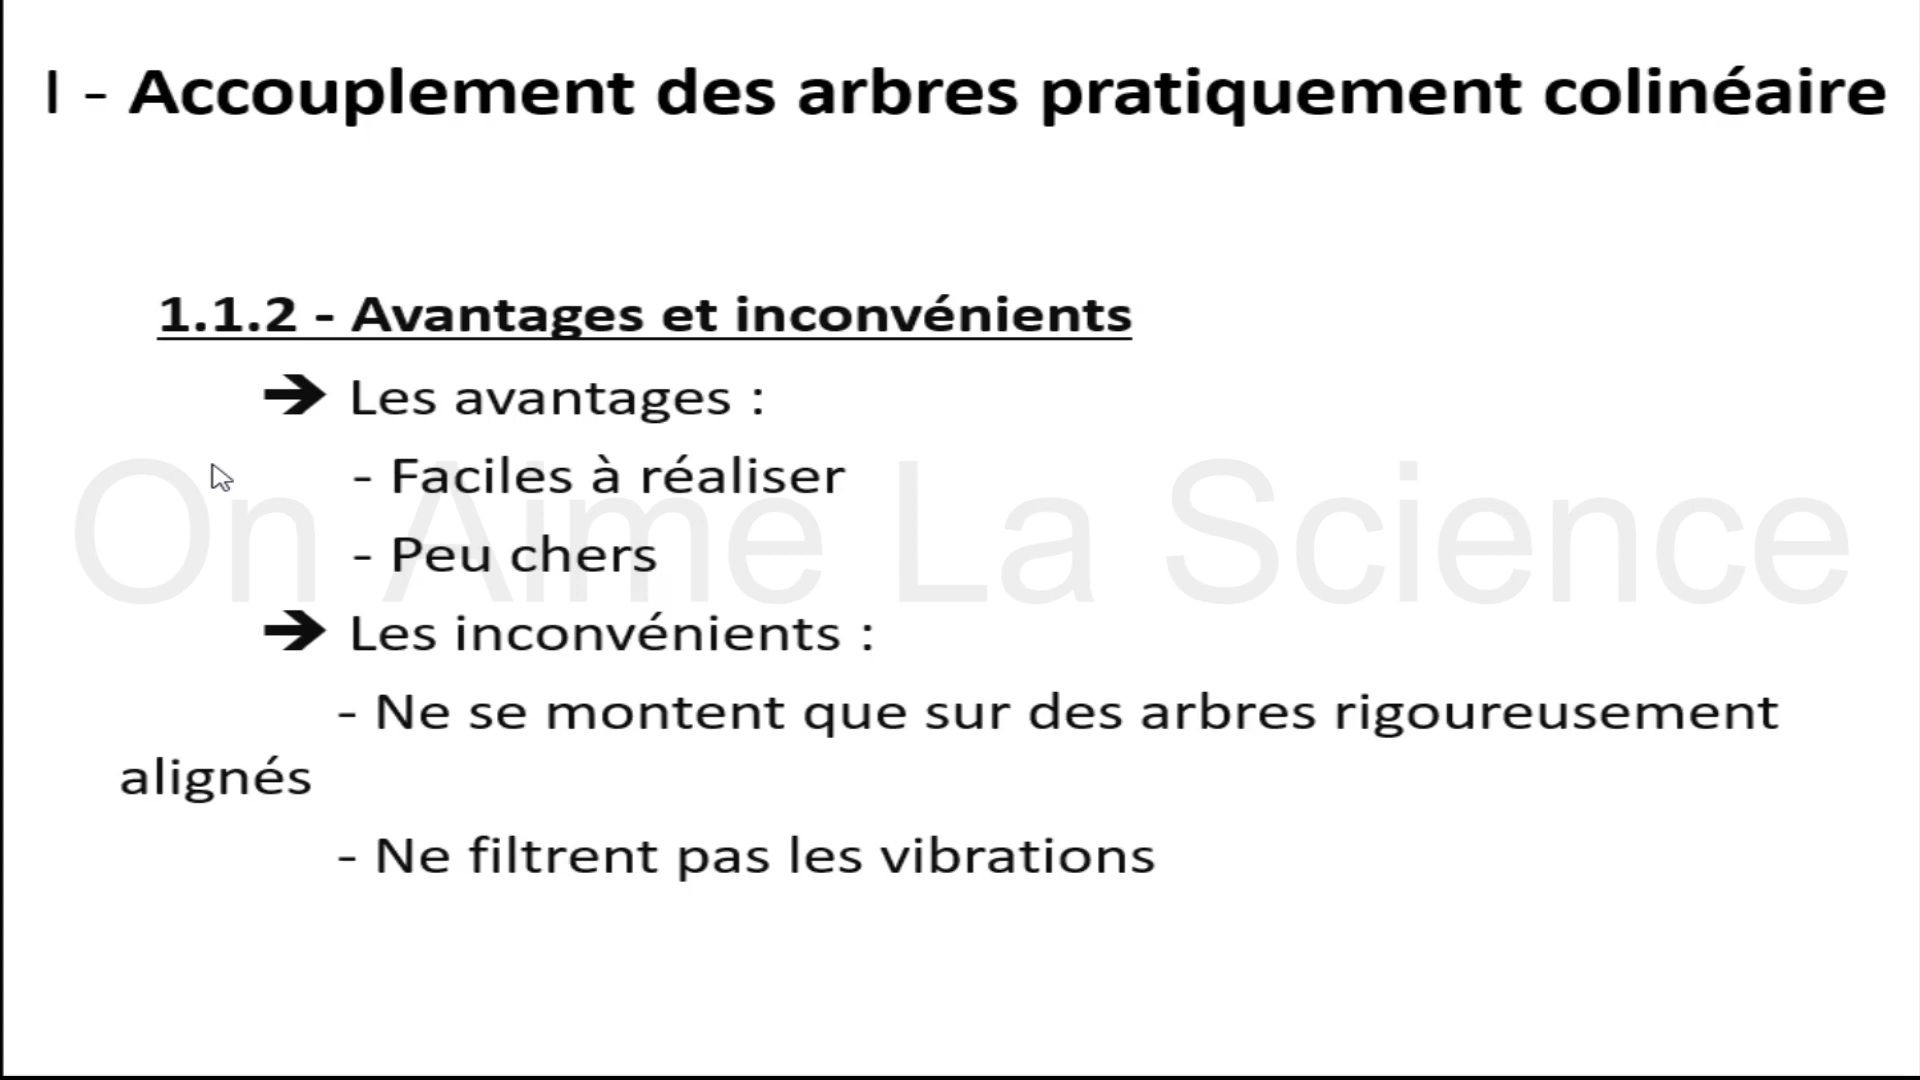 I - Accouplement des arbres pratiquement colinéaire
1.1.2 - Avantages et inconvénients
➔ Les avantages :
- Faciles à réaliser
On Aime La Science
- Peu chers
➔ Les inconvénients :
- Ne se montent que sur des arbres rigoureusement
alignés
- Ne filtrent pas les vibrations